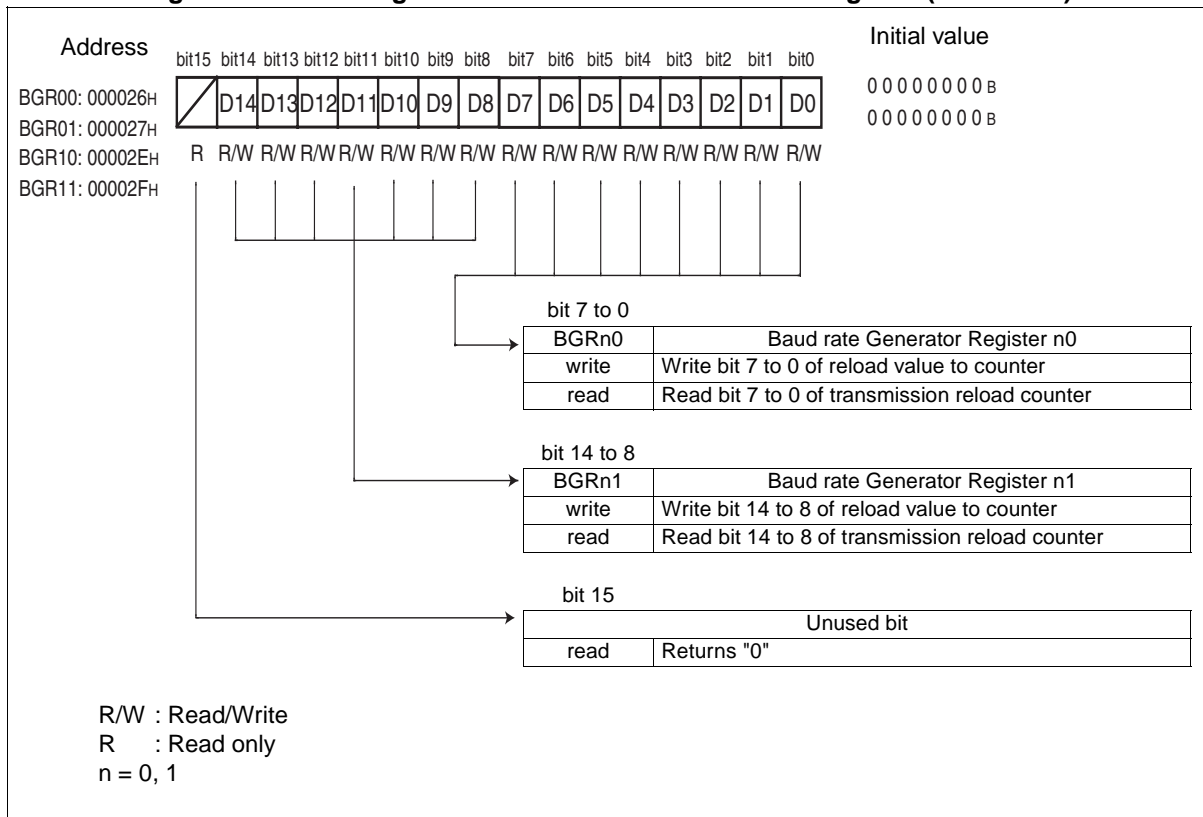 Address
Initial value
bit15 bit14 bit13 bit12 bit11 bit10 bit9 bit8 bit7 bit6 bit5 bit4 bit3 bit2 bit1 bit0
BGR00: 000026H
BGR01: 000027H
BGR10: 00002EH
BGR11: 00002FH
D14 D13 D12 D11 D10 D9 D8 D7 D6 D5 D4 D3 D2 D1 D0
00000000B
00000000B
R R/W R/W R/W R/W R/W R/W R/W R/W R/W R/W R/W R/W R/W R/W R/W
bit 7 to 0
BGRn0 Baud rate Generator Register n0
write Write bit 7 to 0 of reload value to counter
read Read bit 7 to 0 of transmission reload counter
bit 14 to 8
BGRn1 Baud rate Generator Register n1
write Write bit 14 to 8 of reload value to counter
read Read bit 14 to 8 of transmission reload counter
bit 15
Unused bit
read Returns "0"
R/W : Read/Write
R : Read only
n = 0, 1